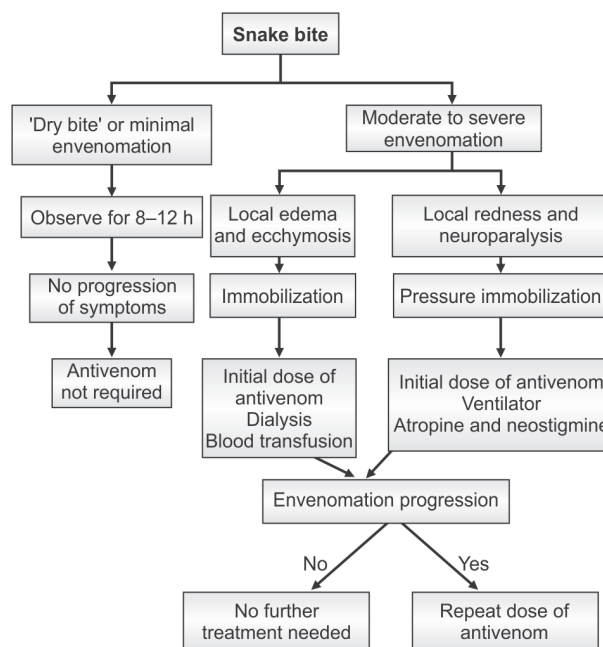 Snake bite
'Dry bite' or minimal
envenomation
Moderate to severe
envenomation
Observe for 8–12 h
Local edema
and ecchymosis
Local redness and
neuroparalysis
No progression
of symptoms
Immobilization
Pressure immobilization
Antivenom
not required
Initial dose of
antivenom
Dialysis
Blood transfusion
Initial dose of antivenom
Ventilator
Atropine and neostigmine
Envenomation progression
No
Yes
No further
treatment needed
Repeat dose of
antivenom